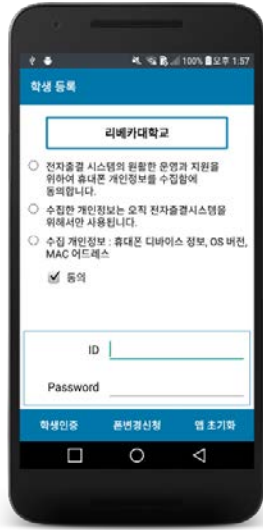 100% 오후 1:57
학생 등록
리베카대학교
전자출결 시스템의 원활한 운영과 지원을
위하여 휴대폰 개인정보를 수집함에
동의합니다.
수집한 개인정보는 오직 전자출결시스템을
위해서만 사용됩니다.
수집 개인정보 : 휴대폰 디바이스 정보, OS 버전,
MAC 어드레스
동의
ID
Password
학생인증 폰변경신청 앱 초기화